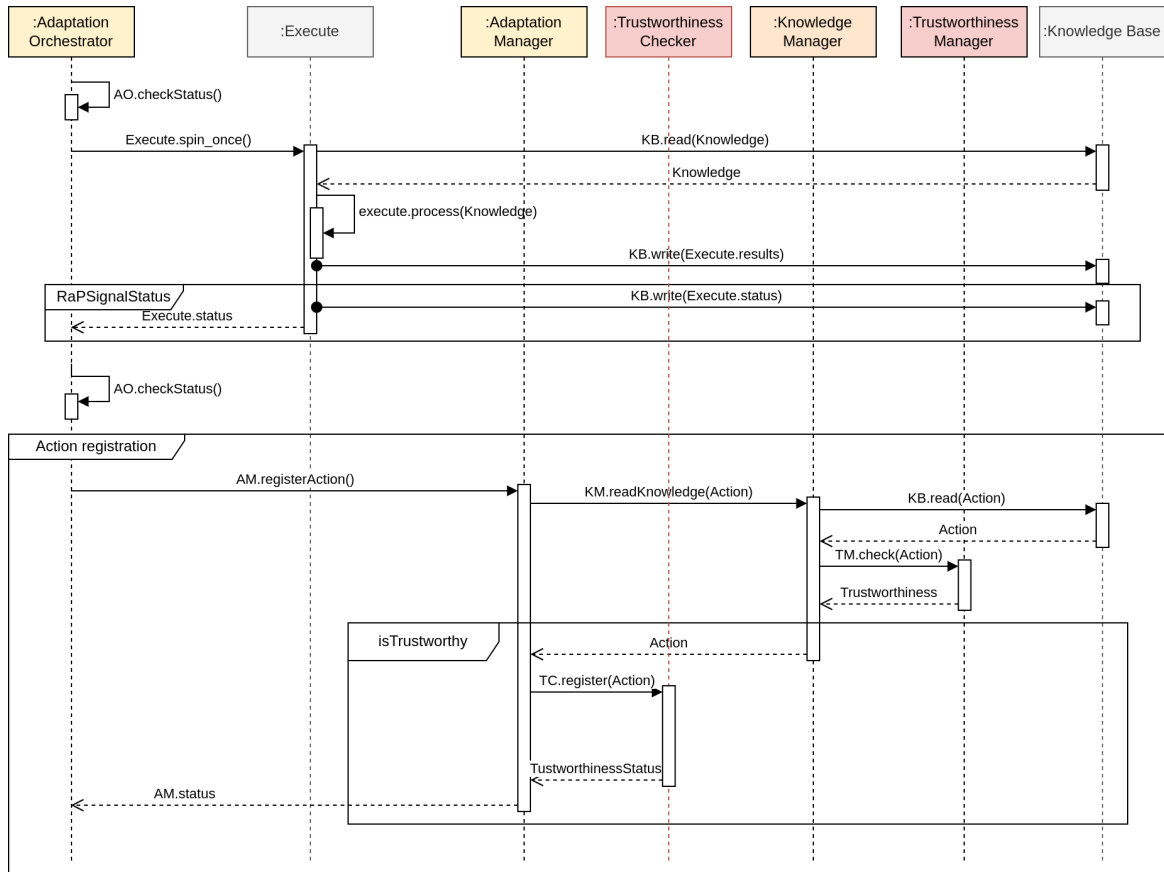 :Adaptation
Orchestrator
:Execute
:Adaptation
Manager
:Trustworthiness
Checker
:Knowledge
Manager
:Trustworthiness
Manager
:Knowledge Base
AO.checkStatus()
Execute.spin_once()
KB.read(Knowledge)
Knowledge
execute.process(Knowledge)
KB.write(Execute.results)
RaPSignalStatus
KB.write(Execute.status)
Execute.status
AO.checkStatus()
Action registration
AM.registerAction()
KM.readKnowledge(Action)
KB.read(Action)
Action
TM.check(Action)
Trustworthiness
isTrustworthy
Action
TC.register(Action)
TustworthinessStatus
AM.status